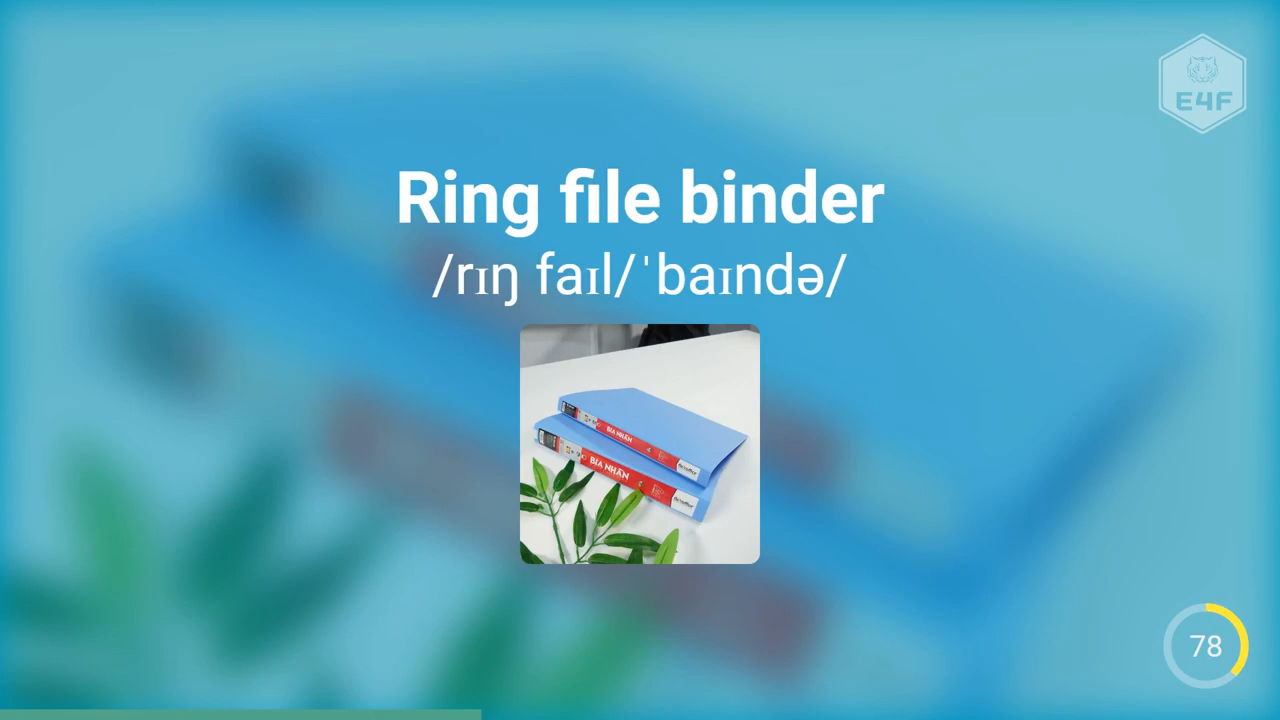 E4F
Ring file binder
/rɪŋ faɪl/ˈbaɪndə/
BÌA NHẪN
BÌA NHẪN
78